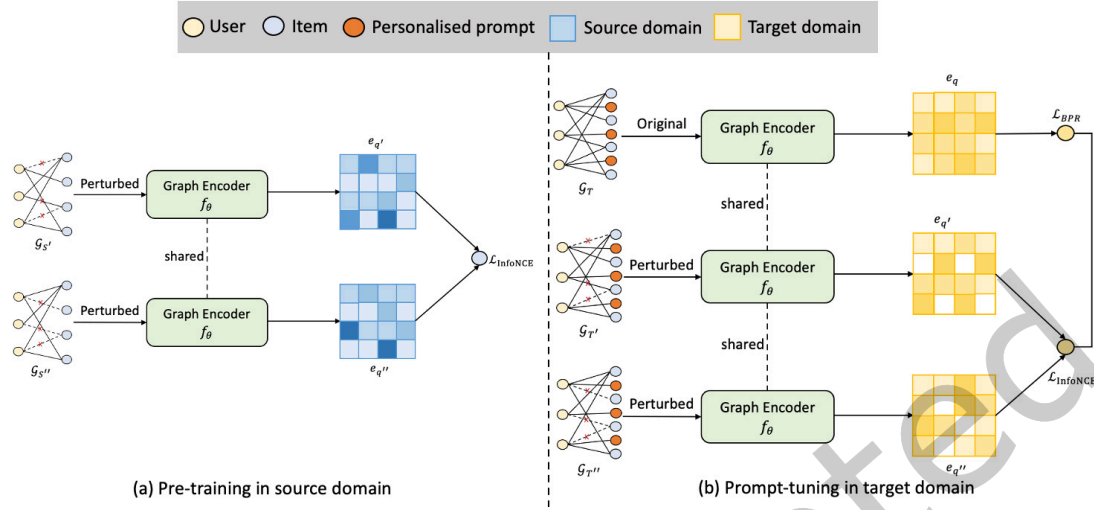 User Item Personalised prompt Source domain Target domain
Perturbed
Graph Encoder
f_θ
e_q′
𝒢_S′
shared
ℒ_InfoNCE
Perturbed
Graph Encoder
f_θ
𝒢_S′′
e_q′′
(a) Pre-training in source domain
Original
Graph Encoder
f_θ
e_q
ℒ_BPR
𝒢_T
shared
Perturbed
Graph Encoder
f_θ
e_q′
𝒢_T′
shared
ℒ_InfoNCE
Perturbed
Graph Encoder
f_θ
𝒢_T′′
e_q′′
(b) Prompt-tuning in target domain
ted